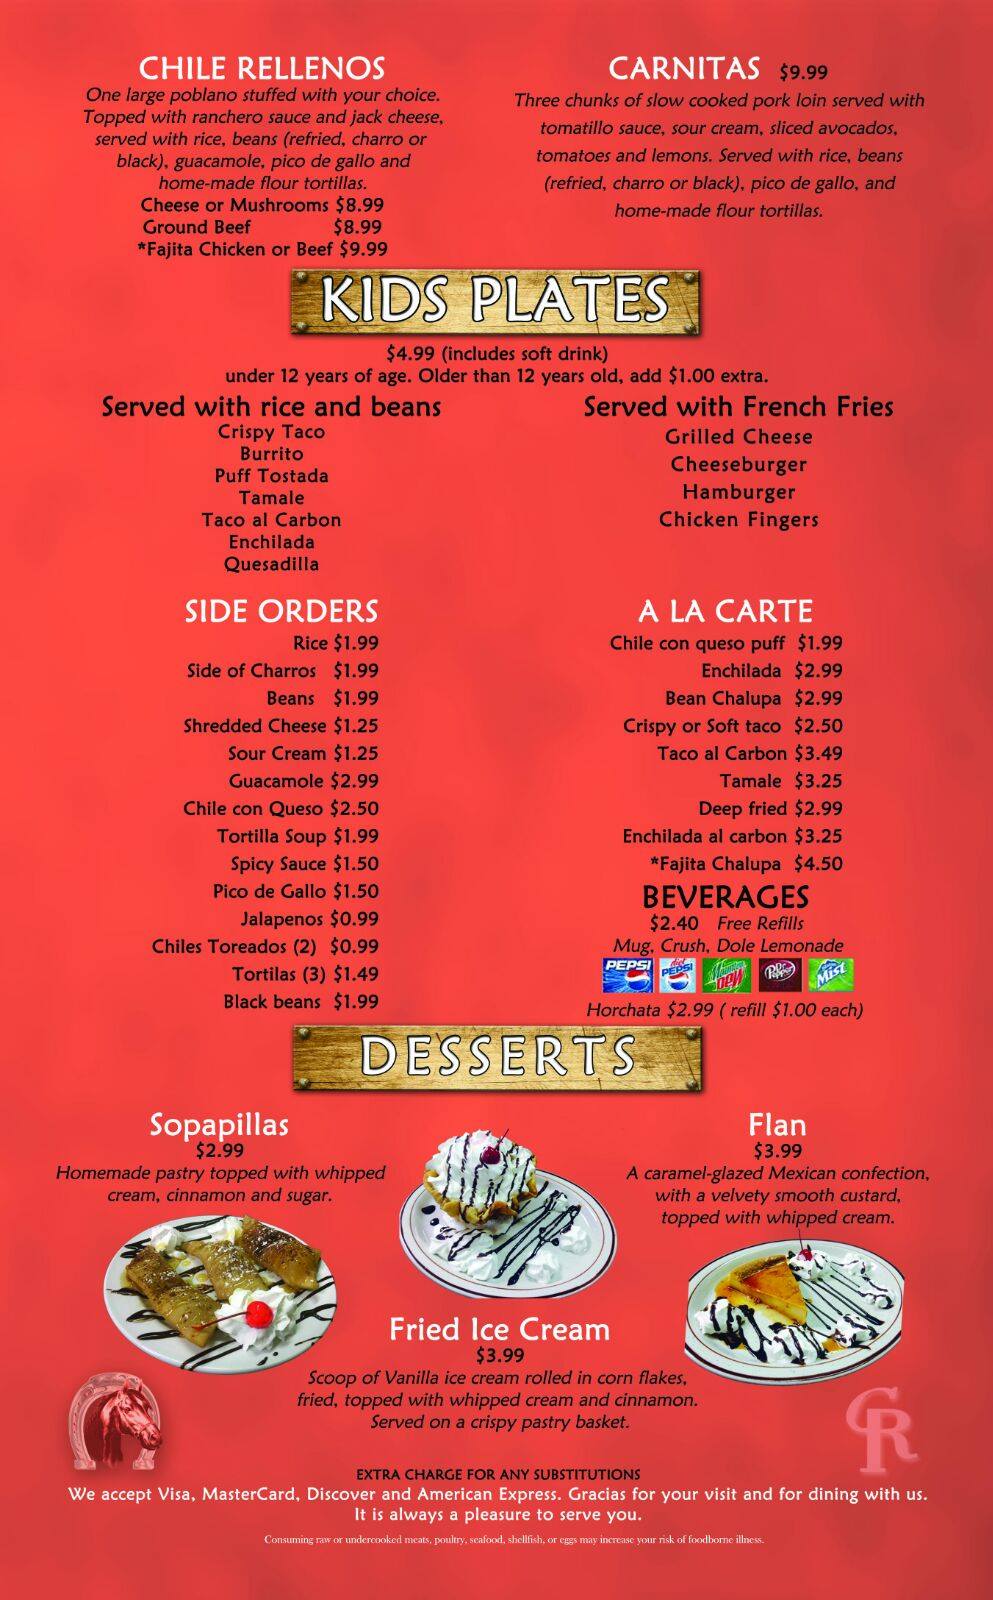 CHILE RELLENOS
One large poblano stuffed with your choice.
Topped with ranchero sauce and jack cheese,
served with rice, beans (refried, charro or
black), guacamole, pico de gallo and
home-made flour tortillas.
Cheese or Mushrooms $8.99
Ground Beef $8.99
*Fajita Chicken or Beef $9.99
CARNITAS $9.99
Three chunks of slow cooked pork loin served with
tomatillo sauce, sour cream, sliced avocados,
tomatoes and lemons. Served with rice, beans
(refried, charro or black), pico de gallo, and
home-made flour tortillas.
KIDS PLATES
$4.99 (includes soft drink)
under 12 years of age. Older than 12 years old, add $1.00 extra.
Served with rice and beans
Crispy Taco
Burrito
Puff Tostada
Tamale
Taco al Carbon
Enchilada
Quesadilla
Served with French Fries
Grilled Cheese
Cheeseburger
Hamburger
Chicken Fingers
SIDE ORDERS
Rice $1.99
Side of Charros $1.99
Beans $1.99
Shredded Cheese $1.25
Sour Cream $1.25
Guacamole $2.99
Chile con Queso $2.50
Tortilla Soup $1.99
Spicy Sauce $1.50
Pico de Gallo $1.50
Jalapenos $0.99
Chiles Toreados (2) $0.99
Tortilas (3) $1.49
Black beans $1.99
A LA CARTE
Chile con queso puff $1.99
Enchilada $2.99
Bean Chalupa $2.99
Crispy or Soft taco $2.50
Taco al Carbon $3.49
Tamale $3.25
Deep fried $2.99
Enchilada al carbon $3.25
*Fajita Chalupa $4.50
BEVERAGES
$2.40 Free Refills
Mug, Crush, Dole Lemonade
PEPSI diet PEPSI Mountain Dew Dr Pepper Mist
Horchata $2.99 ( refill $1.00 each)
DESSERTS
Sopapillas
$2.99
Homemade pastry topped with whipped
cream, cinnamon and sugar.
Flan
$3.99
A caramel-glazed Mexican confection,
with a velvety smooth custard,
topped with whipped cream.
Fried Ice Cream
$3.99
Scoop of Vanilla ice cream rolled in corn flakes,
fried, topped with whipped cream and cinnamon.
Served on a crispy pastry basket.
CR
EXTRA CHARGE FOR ANY SUBSTITUTIONS
We accept Visa, MasterCard, Discover and American Express. Gracias for your visit and for dining with us.
It is always a pleasure to serve you.
Consuming raw or undercooked meats, poultry, seafood, shellfish, or eggs may increase your risk of foodborne illness.